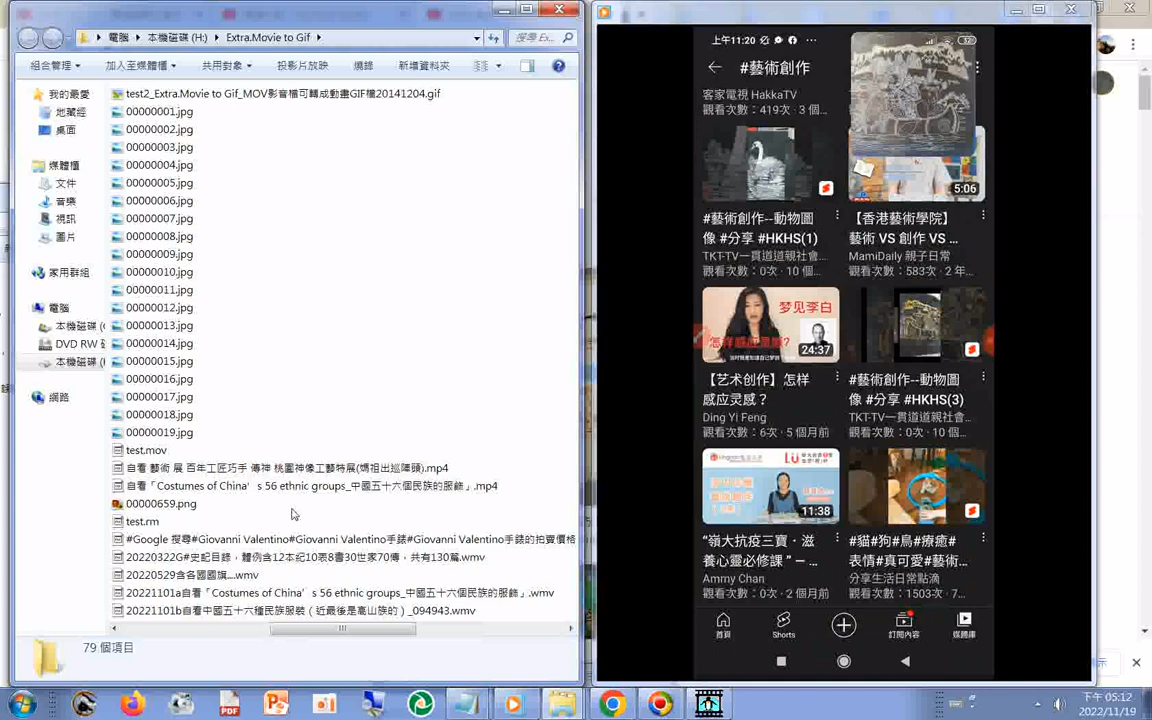 電腦 ▸ 本機磁碟 (H:) ▸ Extra.Movie to Gif ▸
搜尋 Ex...
組合管理 加入至媒體櫃 共用對象 投影片放映 燒錄 新增資料夾
我的最愛
地藏經
桌面
媒體櫃
文件
音樂
視訊
圖片
家用群組
電腦
本機磁碟 (
DVD RW
本機磁碟 (
網路
test2_Extra.Movie to Gif_MOV影音檔可轉成動畫GIF檔20141204.gif
00000001.jpg
00000002.jpg
00000003.jpg
00000004.jpg
00000005.jpg
00000006.jpg
00000007.jpg
00000008.jpg
00000009.jpg
00000010.jpg
00000011.jpg
00000012.jpg
00000013.jpg
00000014.jpg
00000015.jpg
00000016.jpg
00000017.jpg
00000018.jpg
00000019.jpg
test.mov
自看 藝術 展 百年工匠巧手 傳神 桃園神像工藝特展(媽祖出巡陣頭).mp4
自看「Costumes of China's 56 ethnic groups_中國五十六個民族的服飾」.mp4
00000659.png
test.rm
#Google 搜尋#Giovanni Valentino#Giovanni Valentino手錶#Giovanni Valentino手錶的拍賣價格
20220322G#史記目錄，體例含12本紀10表8書30世家70傳，共有130篇.wmv
20220529含各國國旗....wmv
20221101a自看「Costumes of China's 56 ethnic groups_中國五十六個民族的服飾」.wmv
20221101b自看中國五十六種民族服裝（近最後是高山族的）_094943.wmv
79 個項目
上午11:20
#藝術創作
客家電視 HakkaTV
觀看次數：419次 · 3 個...
#藝術創作--動物圖
像 #分享 #HKHS(1)
TKT-TV一貫道道親社會...
觀看次數：0次 · 10 個...
5:06
【香港藝術學院】
藝術 VS 創作 VS ...
MamiDaily 親子日常
觀看次數：583次 · 2 年...
梦见李白
怎样感应灵感?
24:37
【艺术创作】怎样
感应灵感？
Ding Yi Feng
觀看次數：6次 · 5 個月前
#藝術創作--動物圖
像 #分享 #HKHS(3)
TKT-TV一貫道道親社會...
觀看次數：0次 · 10 個...
11:38
“嶺大抗疫三寶．滋
養心靈必修課 ” — ...
Ammy Chan
觀看次數：0次 · 2 個月前
#貓#狗#鳥#療癒#
表情#真可愛#藝術...
分享生活日常點滴
觀看次數：1503次 · 7...
首頁
Shorts
訂閱內容
媒體庫
下午 05:12
2022/11/19